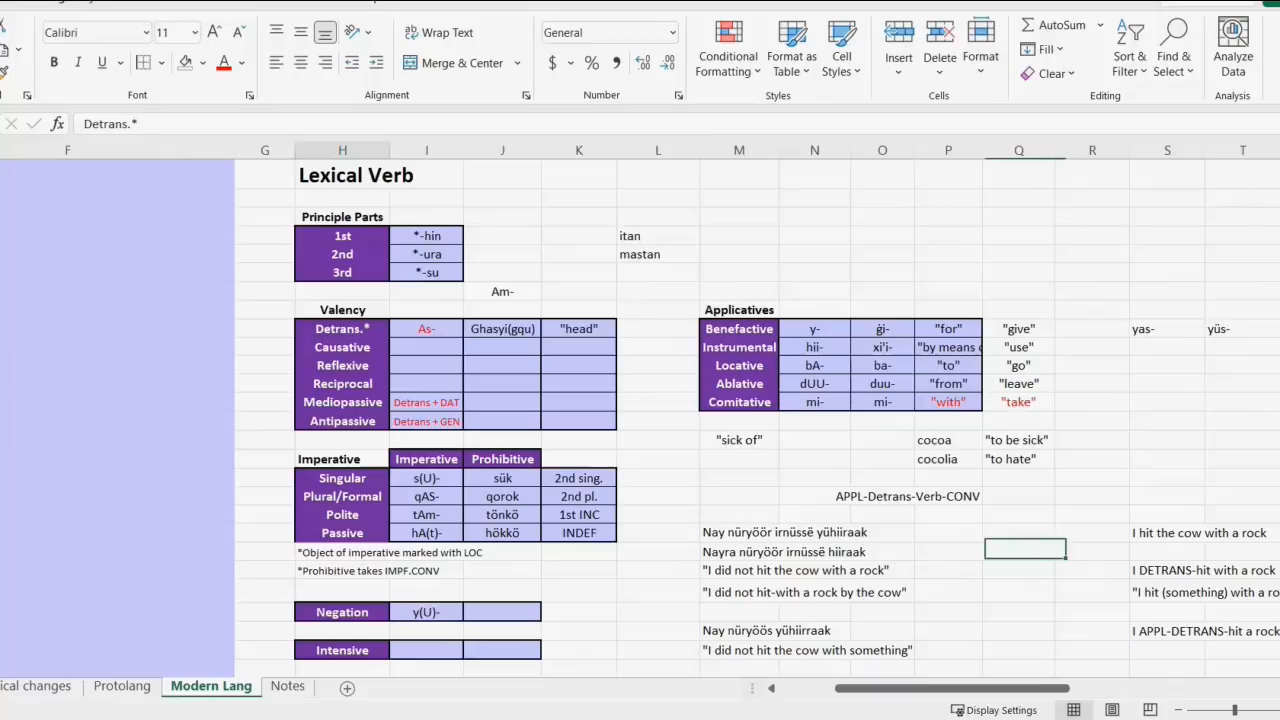 Calibri 11 Wrap Text General AutoSum
B I U Merge & Center $ % Conditional Formatting Format as Table Cell Styles Insert Delete Format Fill Clear Sort & Filter Find & Select Analyze Data
Font Alignment Number Styles Cells Editing Analysis
fx Detrans.*
F G H I J K L M N O P Q R S T
Lexical Verb
Principle Parts
1st *-hin itan
2nd *-ura mastan
3rd *-su
Am-
Valency Applicatives
Detrans.* As- Ghasyi(gqu) "head" Benefactive y- ġi- "for" "give" yas- yüs-
Causative Instrumental hii- xi'i- "by means o "use"
Reflexive Locative bA- ba- "to" "go"
Reciprocal Ablative dUU- duu- "from" "leave"
Mediopassive Detrans + DAT Comitative mi- mi- "with" "take"
Antipassive Detrans + GEN
"sick of" cocoa "to be sick"
Imperative Imperative Prohibitive cocolia "to hate"
Singular s(U)- sük 2nd sing.
Plural/Formal qAS- qorok 2nd pl. APPL-Detrans-Verb-CONV
Polite tAm- tönkö 1st INC
Passive hA(t)- hökkö INDEF Nay nüryöör irnüssë yühiiraak I hit the cow with a rock
*Object of imperative marked with LOC Nayra nüryöör irnüssë hiiraak
*Prohibitive takes IMPF.CONV "I did not hit the cow with a rock" I DETRANS-hit with a rock
"I did not hit-with a rock by the cow" "I hit (something) with a ro
Negation y(U)-
Nay nüryöös yühiirraak I APPL-DETRANS-hit a rock
Intensive "I did not hit the cow with something"
ical changes Protolang Modern Lang Notes
Display Settings